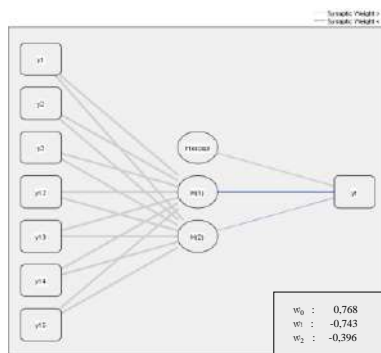 Synaptic Weight >
Synaptic Weight <
y1
y2
y3
y12
y13
y14
y15
H(1)
H(2)
yt
w₀ : 0,768
w₁ : -0,743
w₂ : -0,396